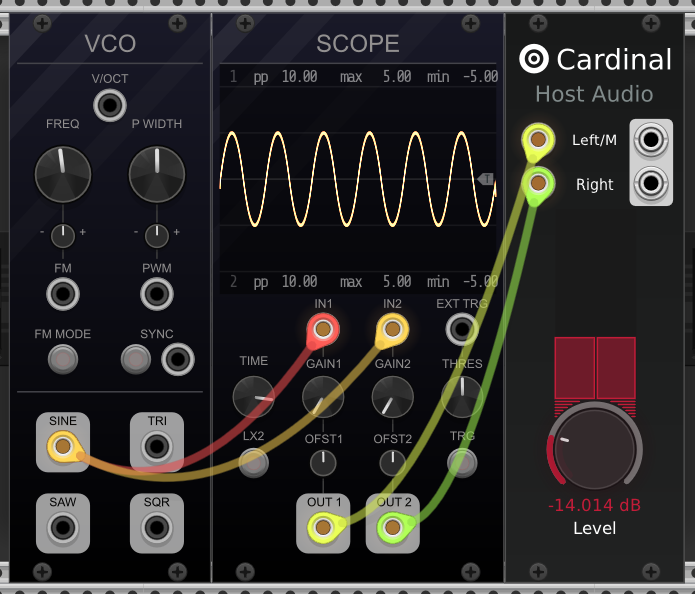 VCO
V/OCT
FREQ
P WIDTH
- +
- +
FM
PWM
FM MODE
SYNC
SINE
TRI
SAW
SQR
SCOPE
1 pp 10.00 max 5.00 min -5.00
T
2 pp 10.00 max 5.00 min -5.00
IN1
IN2
EXT TRG
TIME
GAIN1
GAIN2
THRES
LX2
OFST1
OFST2
TRG
OUT 1
OUT 2
Cardinal
Host Audio
Left/M
Right
-14.014 dB
Level